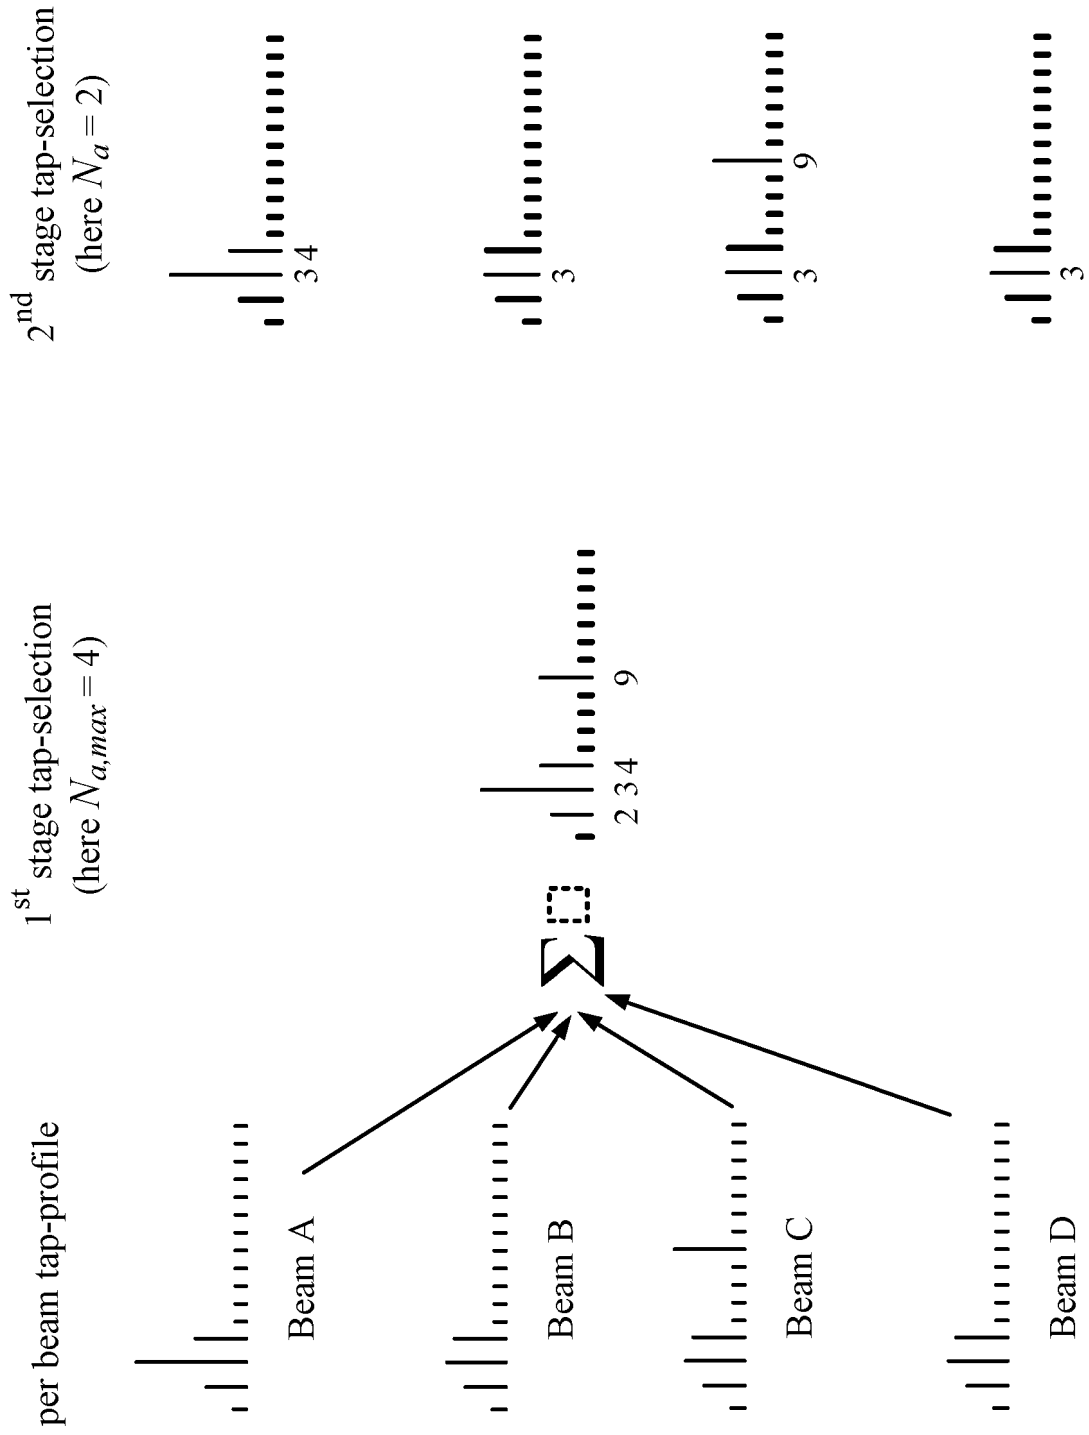 per beam tap-profile
Beam A
Beam B
Beam C
Beam D
1st stage tap-selection
(here Na,max = 4)
Σ
2 3 4 9
2nd stage tap-selection
(here Na = 2)
3 4
3
3 9
3